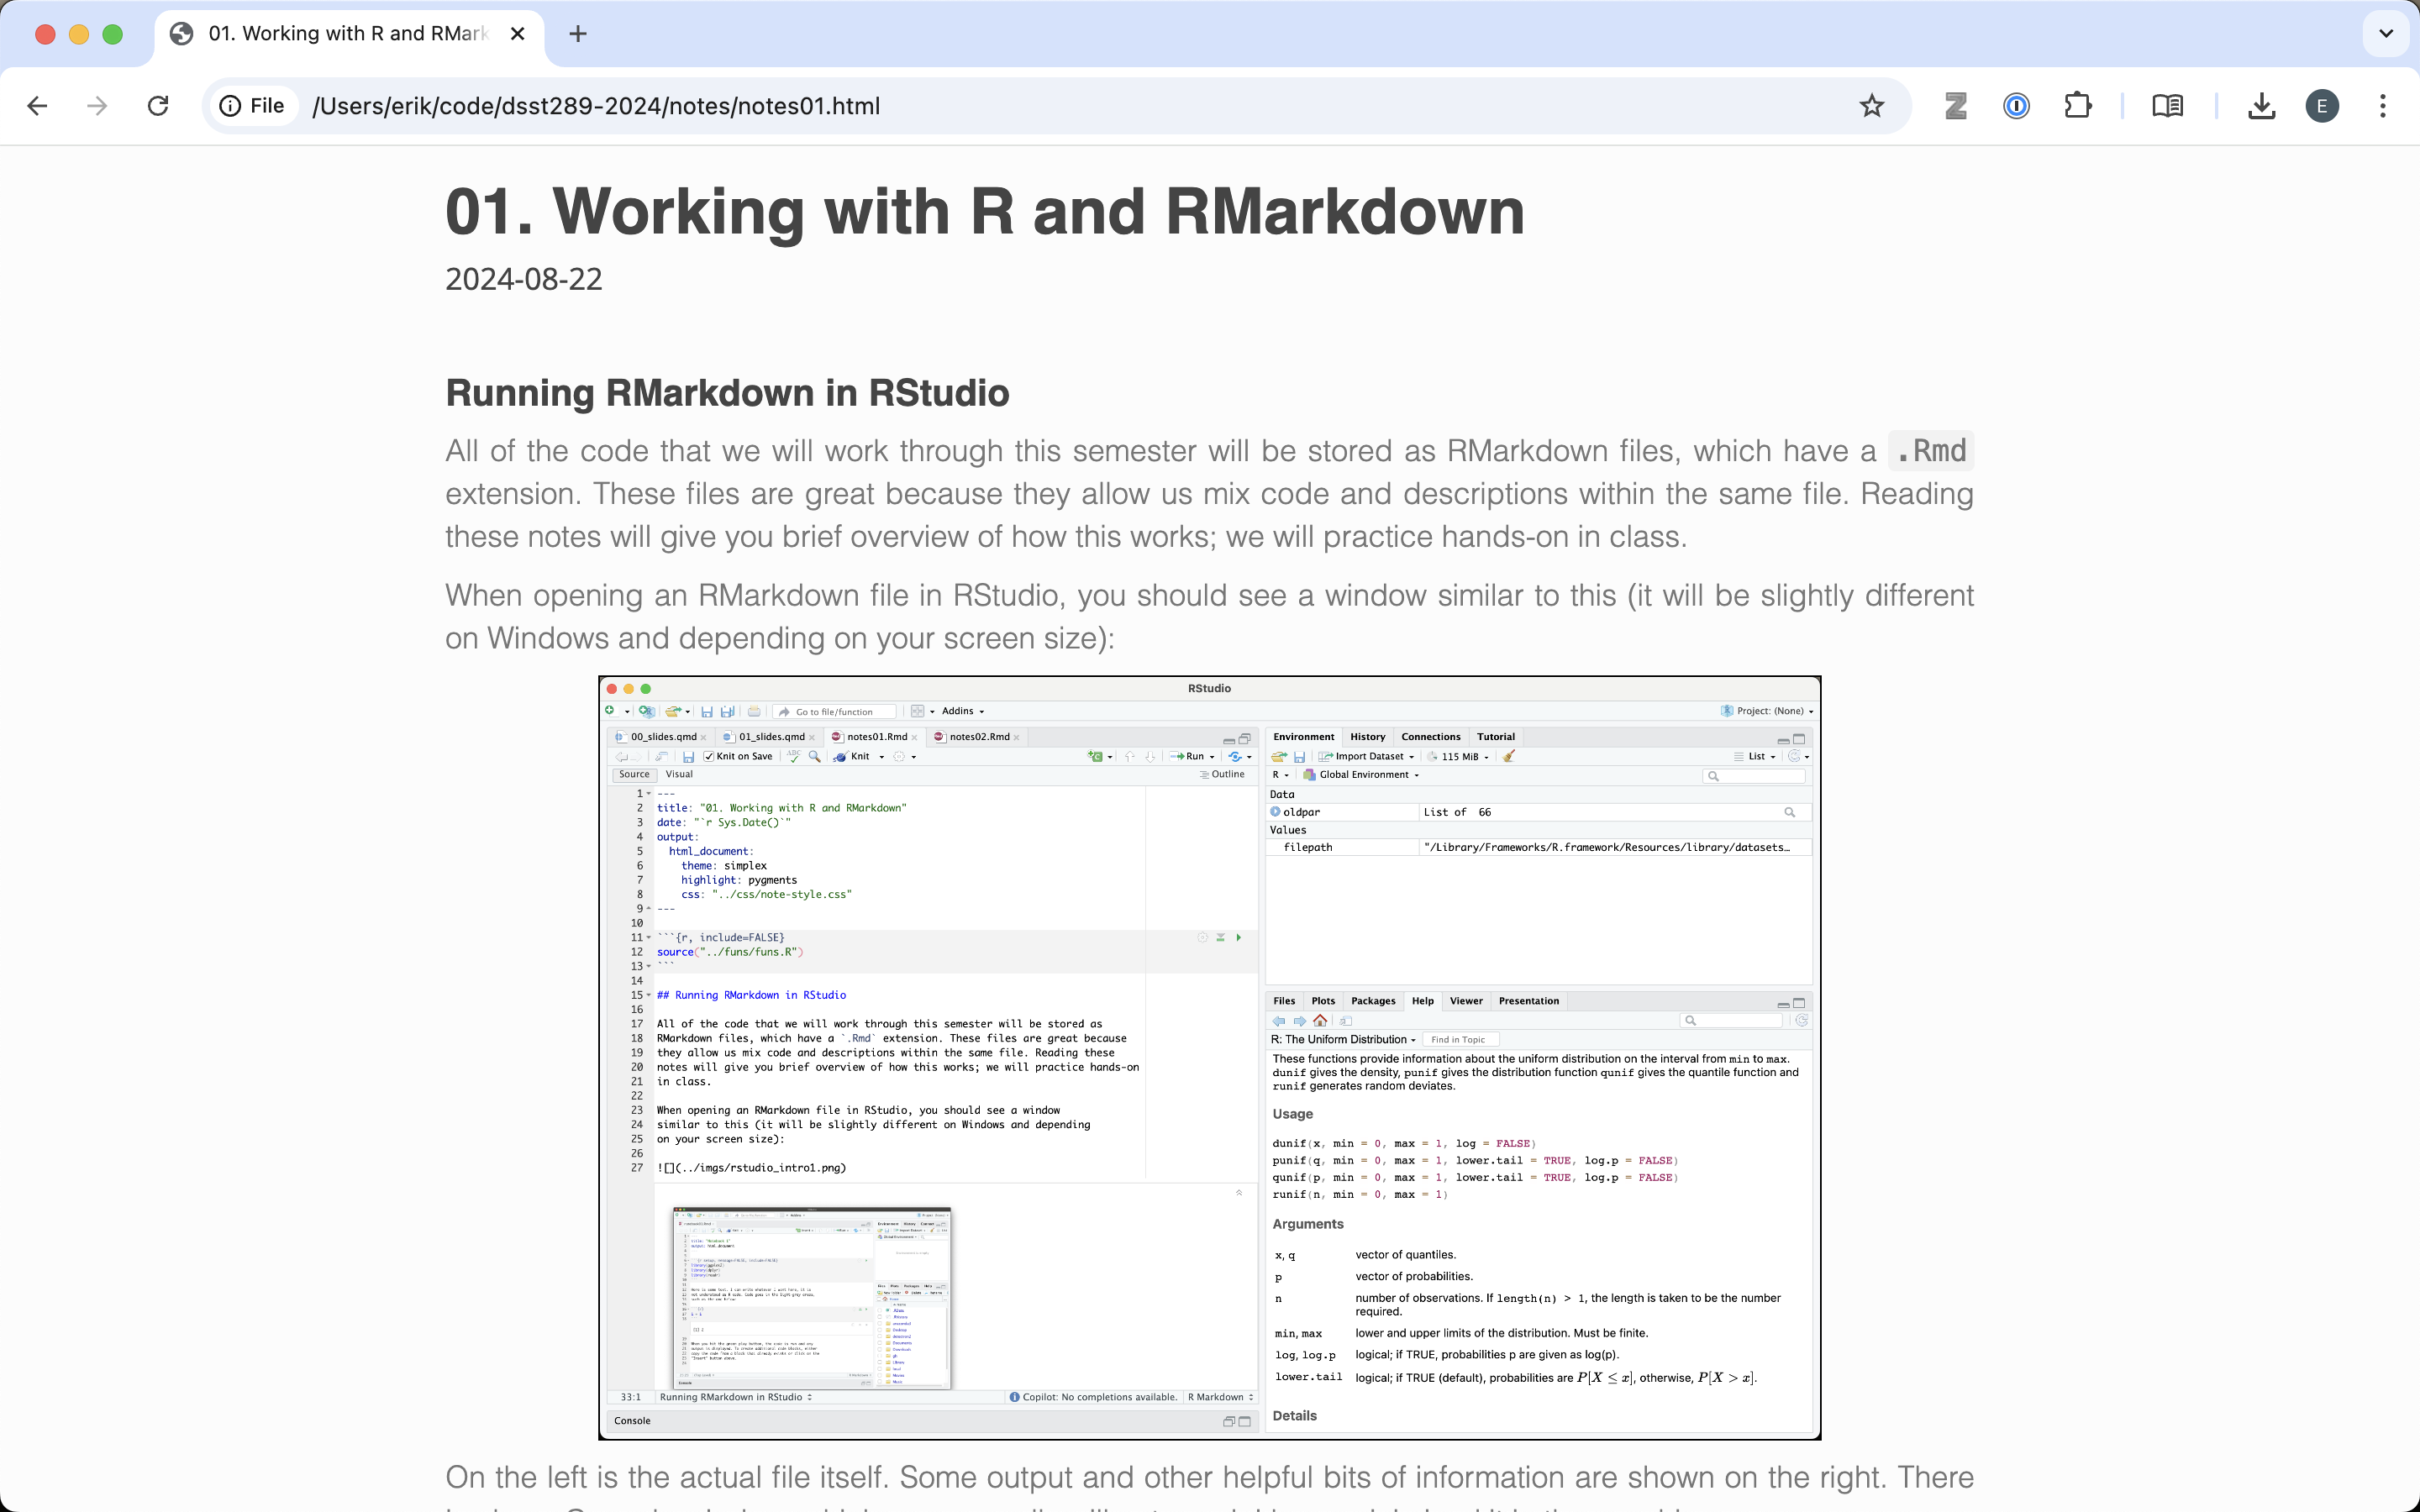 01. Working with R and RMark
File /Users/erik/code/dsst289-2024/notes/notes01.html
E
01. Working with R and RMarkdown
2024-08-22
Running RMarkdown in RStudio
All of the code that we will work through this semester will be stored as RMarkdown files, which have a .Rmd
extension. These files are great because they allow us mix code and descriptions within the same file. Reading
these notes will give you brief overview of how this works; we will practice hands-on in class.
When opening an RMarkdown file in RStudio, you should see a window similar to this (it will be slightly different
on Windows and depending on your screen size):
RStudio
Go to file/function Addins Project: (None)
00_slides.qmd 01_slides.qmd notes01.Rmd notes02.Rmd
Knit on Save ABC Knit Run
Source Visual Outline
1 ---
2 title: "01. Working with R and RMarkdown"
3 date: "`r Sys.Date()`"
4 output:
5 html_document:
6 theme: simplex
7 highlight: pygments
8 css: "../css/note-style.css"
9 ---
10
11 ```{r, include=FALSE}
12 source("../funs/funs.R")
13 ```
14
15 ## Running RMarkdown in RStudio
16
17 All of the code that we will work through this semester will be stored as
18 RMarkdown files, which have a `.Rmd` extension. These files are great because
19 they allow us mix code and descriptions within the same file. Reading these
20 notes will give you brief overview of how this works; we will practice hands-on
21 in class.
22
23 When opening an RMarkdown file in RStudio, you should see a window
24 similar to this (it will be slightly different on Windows and depending
25 on your screen size):
26
27 ![](../imgs/rstudio_intro1.png)
33:1 Running RMarkdown in RStudio Copilot: No completions available. R Markdown
Console
Environment History Connections Tutorial
Import Dataset 115 MiB List
R Global Environment
Data
oldpar List of 66
Values
filepath "/Library/Frameworks/R.framework/Resources/library/datasets…
Files Plots Packages Help Viewer Presentation
R: The Uniform Distribution Find in Topic
These functions provide information about the uniform distribution on the interval from min to max.
dunif gives the density, punif gives the distribution function qunif gives the quantile function and
runif generates random deviates.
Usage
dunif(x, min = 0, max = 1, log = FALSE)
punif(q, min = 0, max = 1, lower.tail = TRUE, log.p = FALSE)
qunif(p, min = 0, max = 1, lower.tail = TRUE, log.p = FALSE)
runif(n, min = 0, max = 1)
Arguments
x, q vector of quantiles.
p vector of probabilities.
n number of observations. If length(n) > 1, the length is taken to be the number
required.
min, max lower and upper limits of the distribution. Must be finite.
log, log.p logical; if TRUE, probabilities p are given as log(p).
lower.tail logical; if TRUE (default), probabilities are P[X ≤ x], otherwise, P[X > x].
Details
On the left is the actual file itself. Some output and other helpful bits of information are shown on the right. There